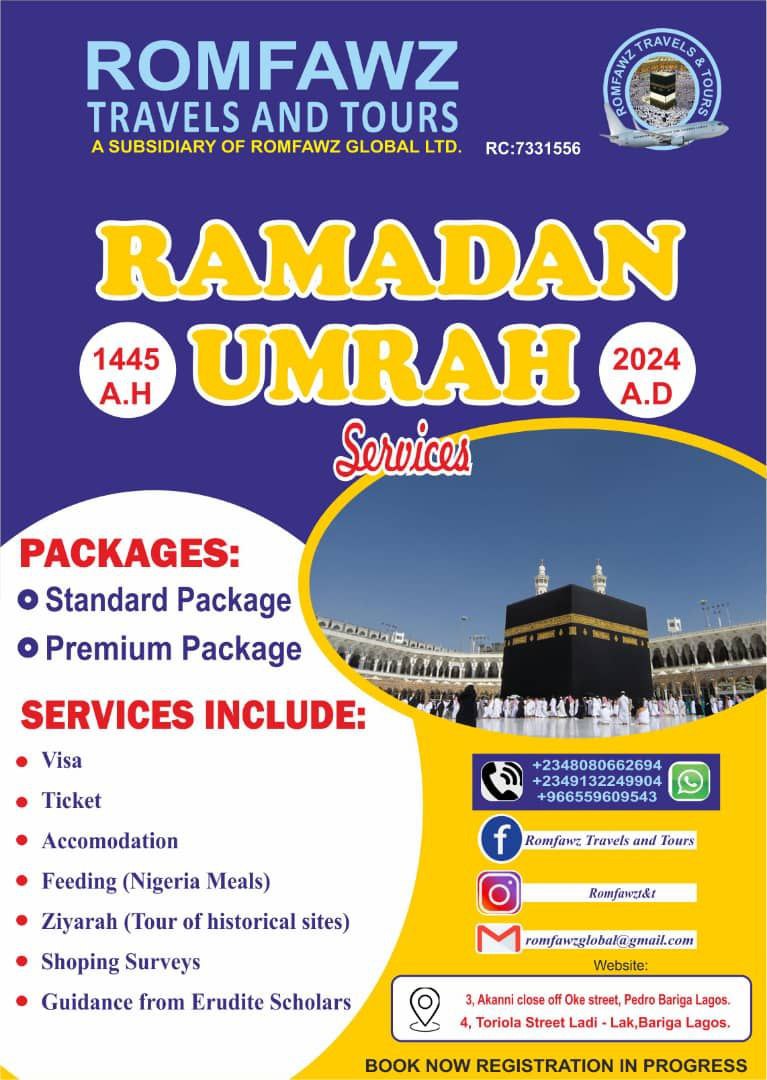 ROMFAWZ
TRAVELS AND TOURS
A SUBSIDIARY OF ROMFAWZ GLOBAL LTD.
RC:7331556
ROMFAWZ TRAVELS & TOURS
RAMADAN
UMRAH
1445
A.H
2024
A.D
Services
PACKAGES:
Standard Package
Premium Package
SERVICES INCLUDE:
Visa
Ticket
Accomodation
Feeding (Nigeria Meals)
Ziyarah (Tour of historical sites)
Shoping Surveys
Guidance from Erudite Scholars
+2348080662694
+2349132249904
+966559609543
Romfawz Travels and Tours
Romfawzt&t
romfawzglobal@gmail.com
Website:
3, Akanni close off Oke street, Pedro Bariga Lagos.
4, Toriola Street Ladi - Lak,Bariga Lagos.
BOOK NOW REGISTRATION IN PROGRESS